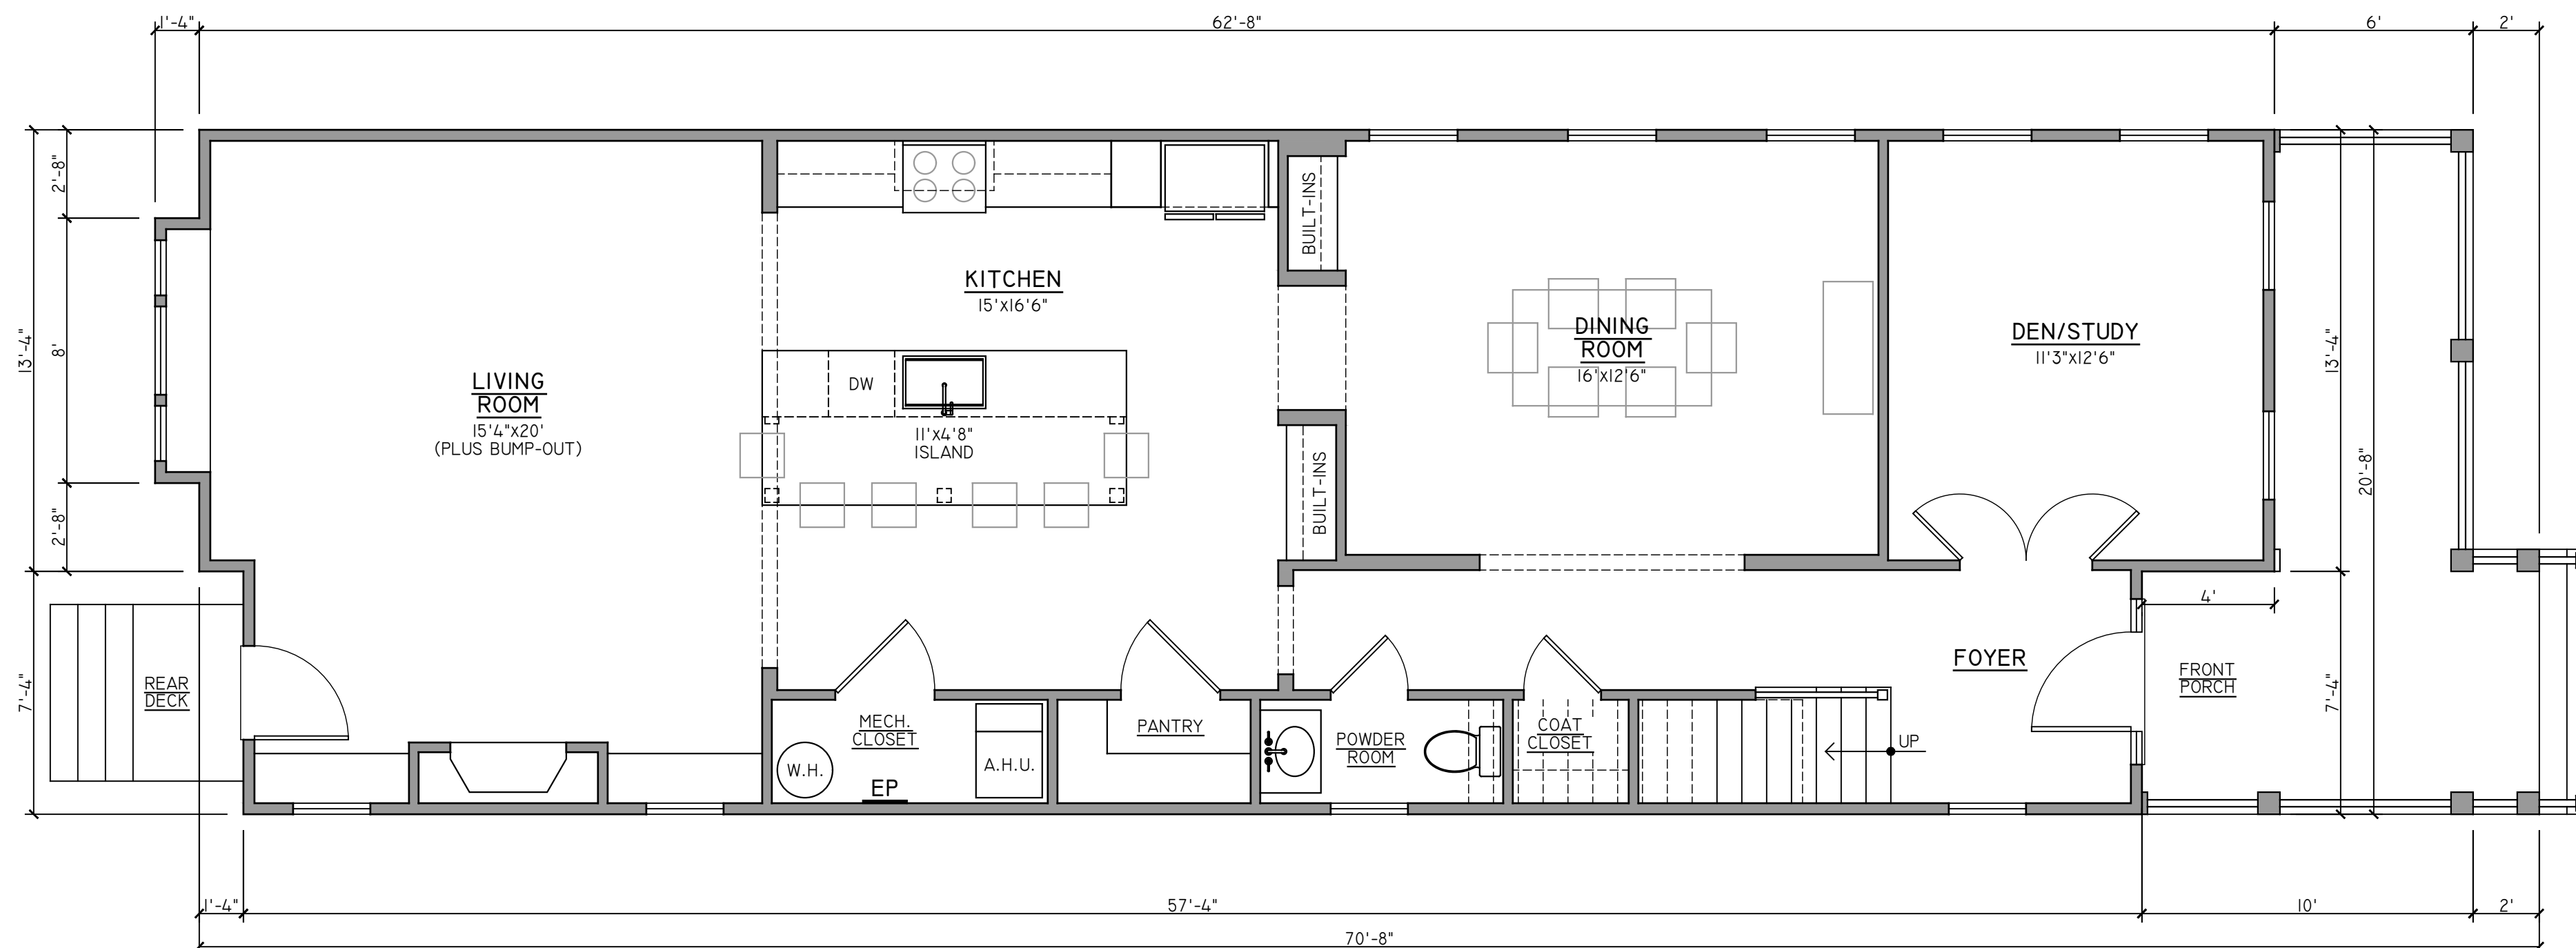 1'-4"
62'-8"
6'
2'
2'-8"
13'-4"
8'
2'-8"
7'-4"
LIVING
ROOM
15'4"x20'
(PLUS BUMP-OUT)
KITCHEN
15'x16'6"
DW
11'x4'8"
ISLAND
BUILT-INS
BUILT-INS
DINING
ROOM
16'x12'6"
DEN/STUDY
11'3"x12'6"
13'-4"
20'-8"
7'-4"
4'
FOYER
FRONT
PORCH
REAR
DECK
MECH.
CLOSET
W.H.
EP
A.H.U.
PANTRY
POWDER
ROOM
COAT
CLOSET
UP
1'-4"
57'-4"
10'
2'
70'-8"